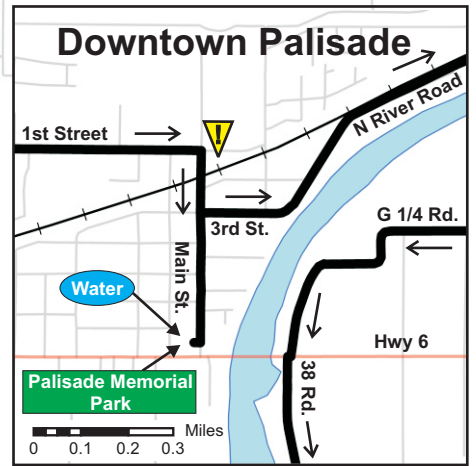 Downtown Palisade
!
1st Street
N River Road
3rd St.
G 1/4 Rd.
Main St.
Water
Hwy 6
38 Rd.
Palisade Memorial
Park
Miles
0 0.1 0.2 0.3